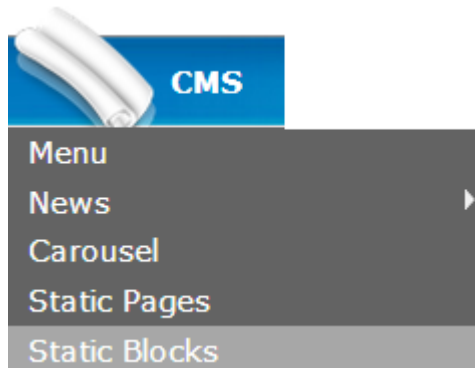 CMS
Menu
News
Carousel
Static Pages
Static Blocks